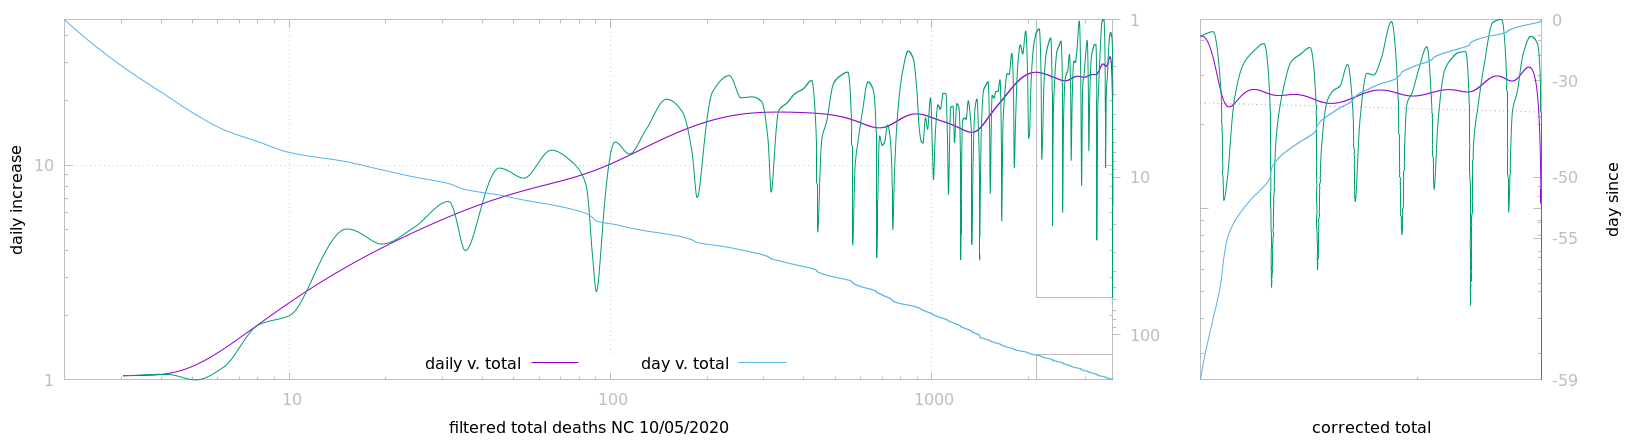 daily increase
10
1
daily v. total
day v. total
10
100
1000
filtered total deaths NC 10/05/2020
1
10
100
0
-30
-50
-55
-59
day since
corrected total